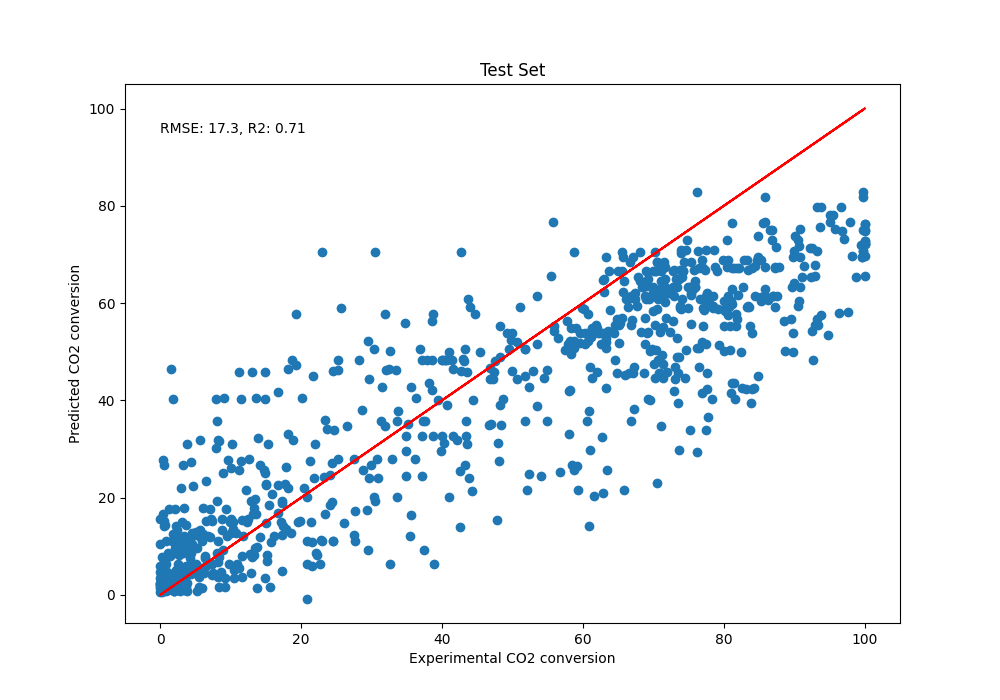 Test Set
RMSE: 17.3, R2: 0.71
100
80
60
40
20
0
Predicted CO2 conversion
0 20 40 60 80 100
Experimental CO2 conversion